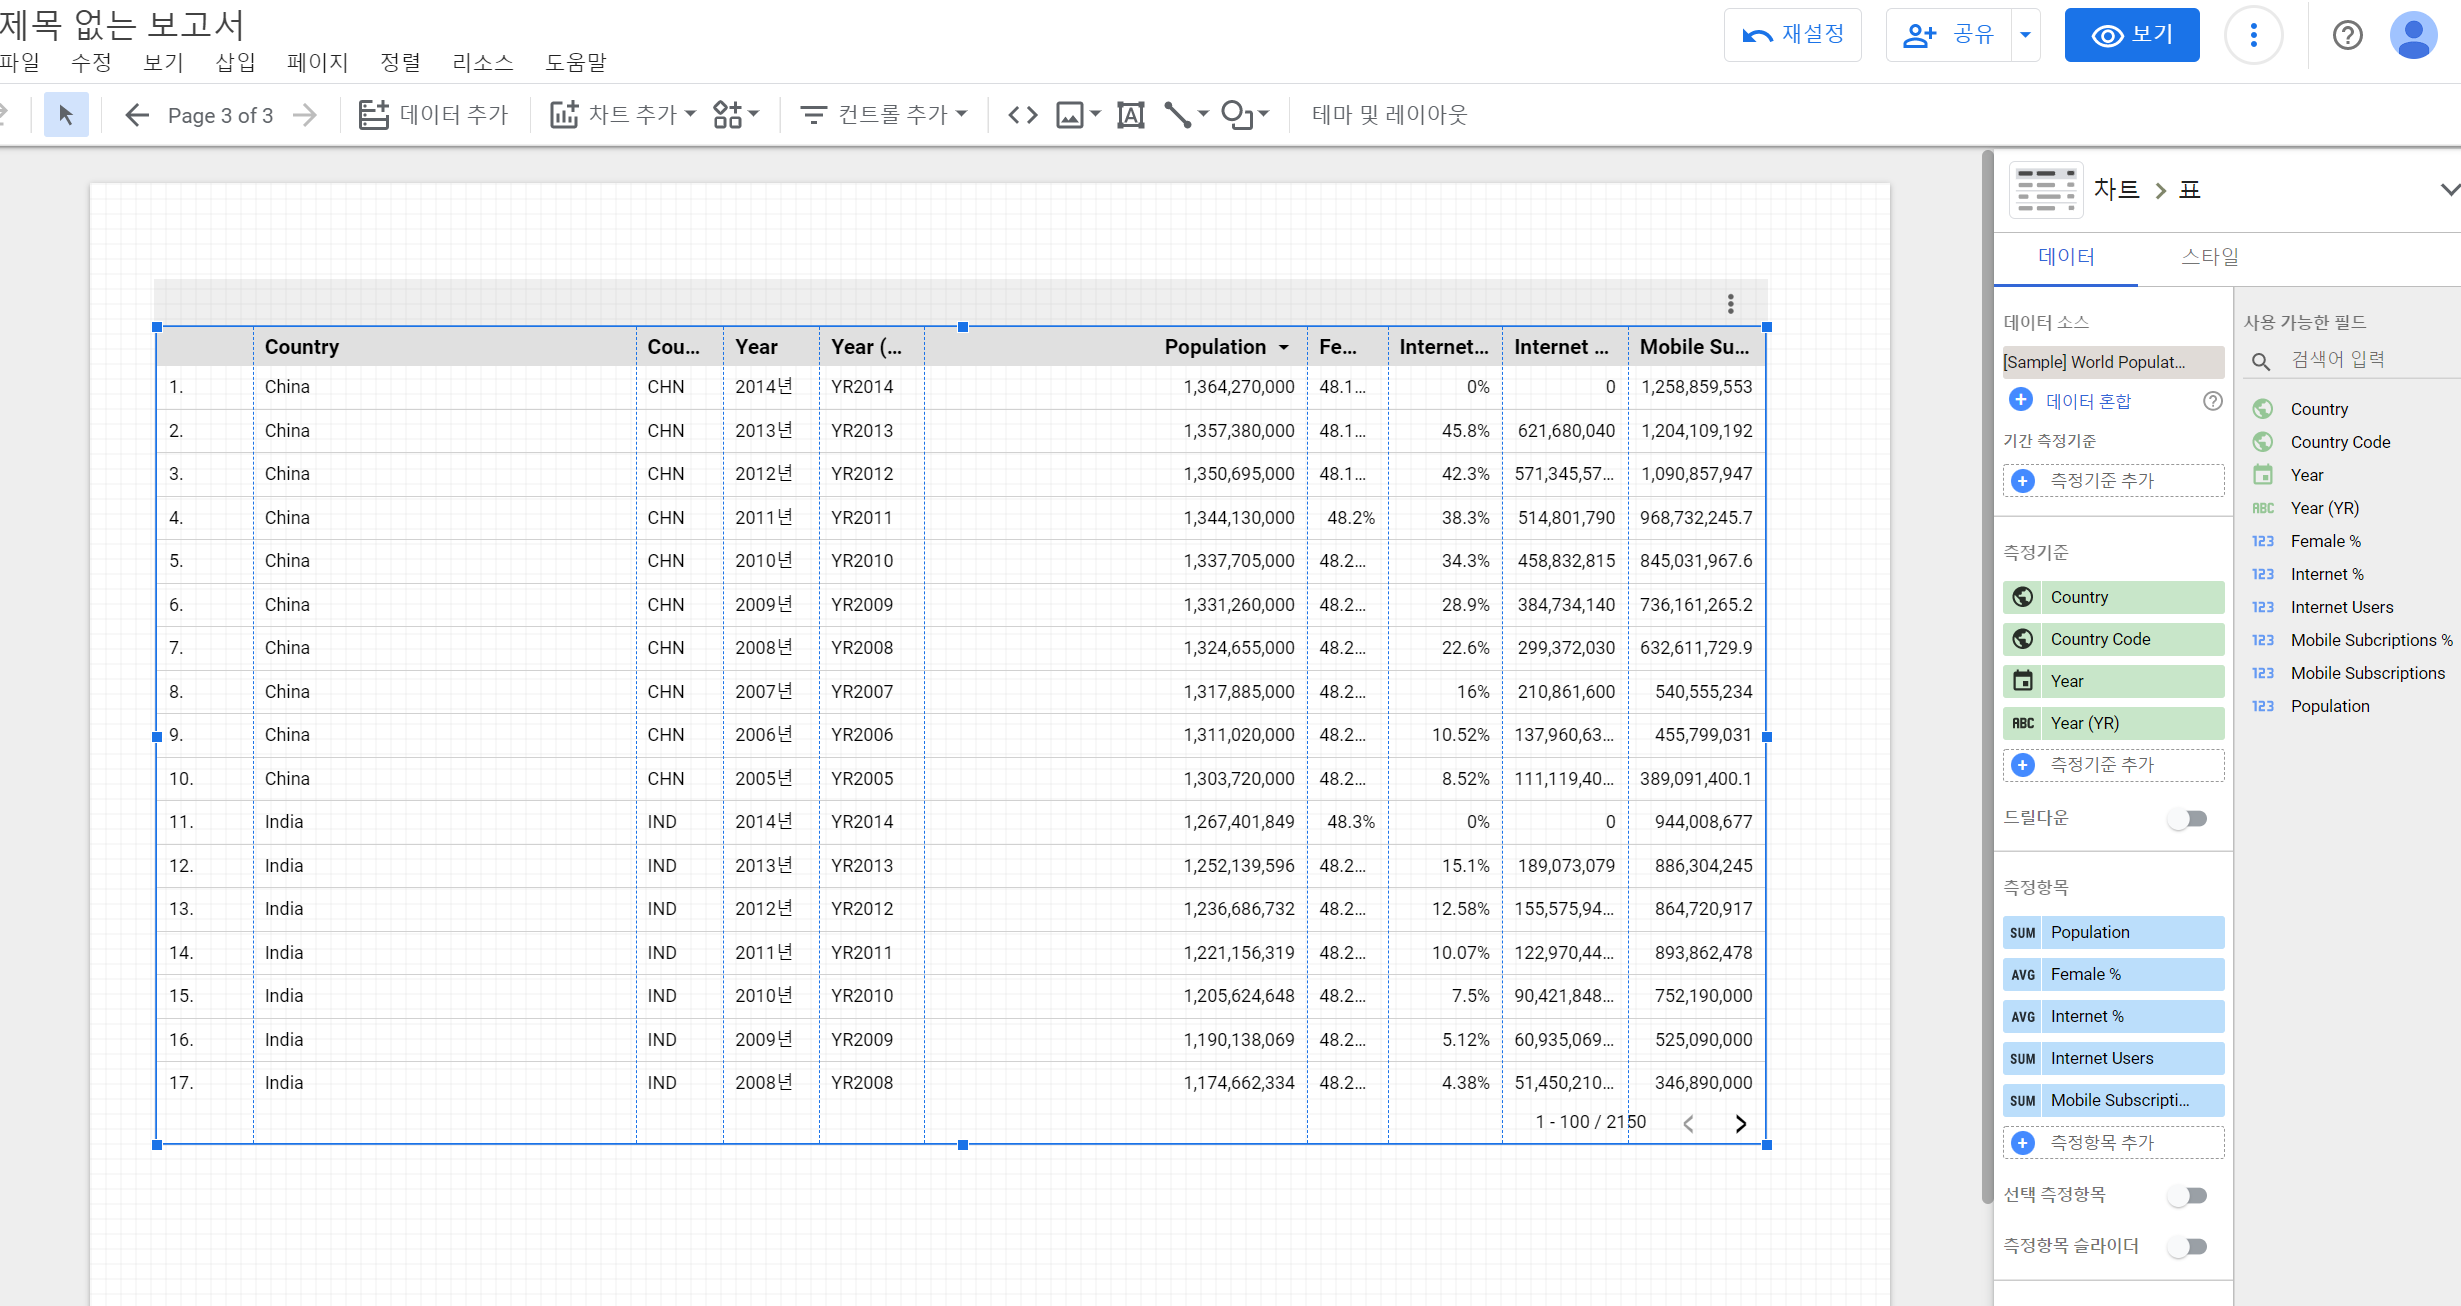 제목 없는 보고서
파일 수정 보기 삽입 페이지 정렬 리소스 도움말
재설정 공유 보기
Page 3 of 3 데이터 추가 차트 추가 컨트롤 추가 테마 및 레이아웃
Country Cou... Year Year (... Population Fe... Internet... Internet ... Mobile Su...
1. China CHN 2014년 YR2014 1,364,270,000 48.1... 0% 0 1,258,859,553
2. China CHN 2013년 YR2013 1,357,380,000 48.1... 45.8% 621,680,040 1,204,109,192
3. China CHN 2012년 YR2012 1,350,695,000 48.1... 42.3% 571,345,57... 1,090,857,947
4. China CHN 2011년 YR2011 1,344,130,000 48.2% 38.3% 514,801,790 968,732,245.7
5. China CHN 2010년 YR2010 1,337,705,000 48.2... 34.3% 458,832,815 845,031,967.6
6. China CHN 2009년 YR2009 1,331,260,000 48.2... 28.9% 384,734,140 736,161,265.2
7. China CHN 2008년 YR2008 1,324,655,000 48.2... 22.6% 299,372,030 632,611,729.9
8. China CHN 2007년 YR2007 1,317,885,000 48.2... 16% 210,861,600 540,555,234
9. China CHN 2006년 YR2006 1,311,020,000 48.2... 10.52% 137,960,63... 455,799,031
10. China CHN 2005년 YR2005 1,303,720,000 48.2... 8.52% 111,119,40... 389,091,400.1
11. India IND 2014년 YR2014 1,267,401,849 48.3% 0% 0 944,008,677
12. India IND 2013년 YR2013 1,252,139,596 48.2... 15.1% 189,073,079 886,304,245
13. India IND 2012년 YR2012 1,236,686,732 48.2... 12.58% 155,575,94... 864,720,917
14. India IND 2011년 YR2011 1,221,156,319 48.2... 10.07% 122,970,44... 893,862,478
15. India IND 2010년 YR2010 1,205,624,648 48.2... 7.5% 90,421,848... 752,190,000
16. India IND 2009년 YR2009 1,190,138,069 48.2... 5.12% 60,935,069... 525,090,000
17. India IND 2008년 YR2008 1,174,662,334 48.2... 4.38% 51,450,210... 346,890,000
1 - 100 / 2150
차트 > 표
데이터 스타일
데이터 소스
[Sample] World Populat...
데이터 혼합
기간 측정기준
측정기준 추가
측정기준
Country
Country Code
Year
ABC Year (YR)
측정기준 추가
드릴다운
측정항목
SUM Population
AVG Female %
AVG Internet %
SUM Internet Users
SUM Mobile Subscripti...
측정항목 추가
선택 측정항목
측정항목 슬라이더
사용 가능한 필드
검색어 입력
Country
Country Code
Year
ABC Year (YR)
123 Female %
123 Internet %
123 Internet Users
123 Mobile Subcriptions %
123 Mobile Subscriptions
123 Population